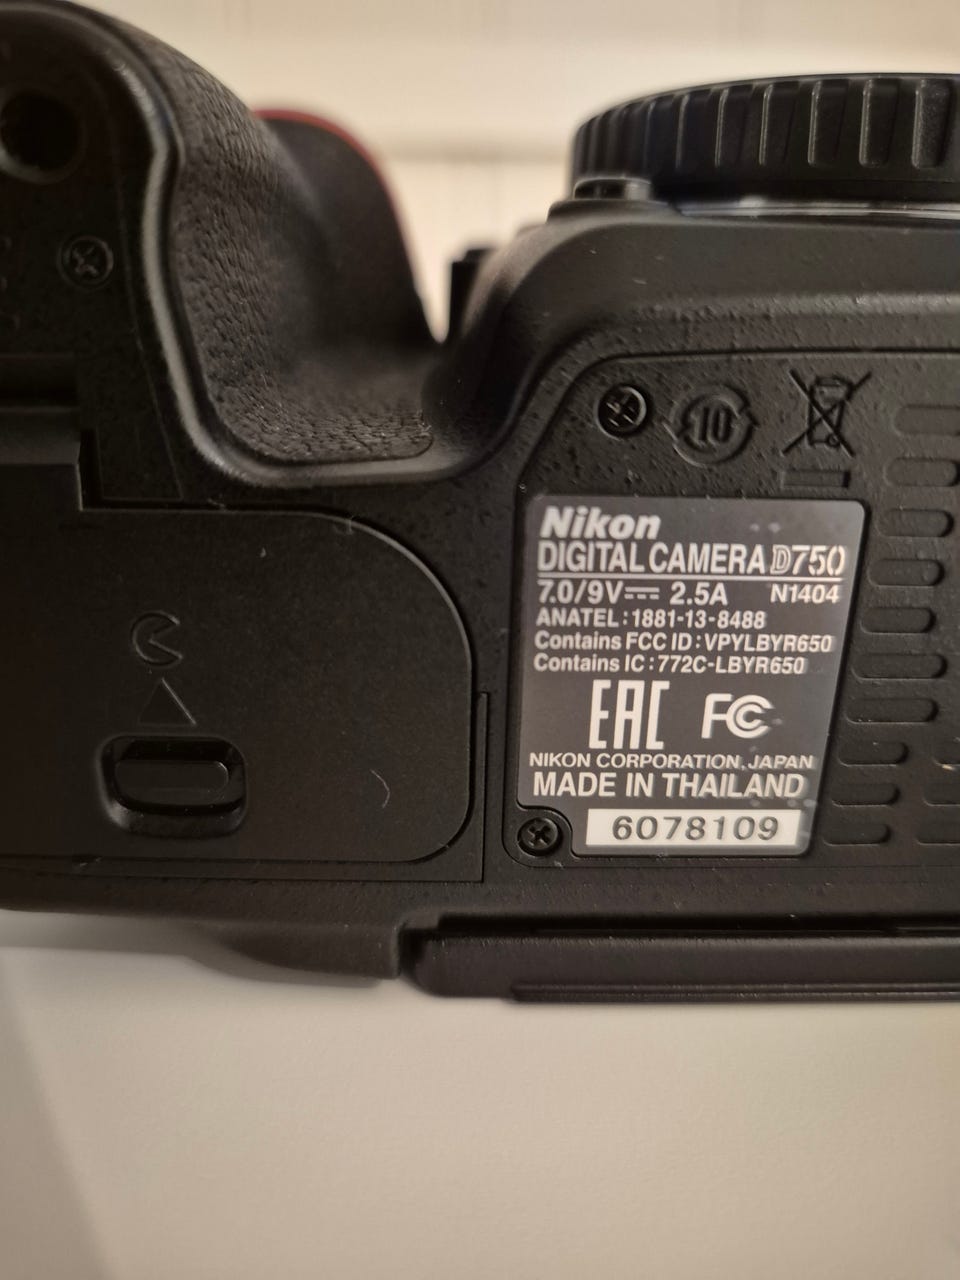 10
Nikon
DIGITAL CAMERA D750
7.0/9V⎓ 2.5A N1404
ANATEL : 1881-13-8488
Contains FCC ID : VPYLBYR650
Contains IC : 772C-LBYR650
EAC FC
NIKON CORPORATION, JAPAN
MADE IN THAILAND
6078109